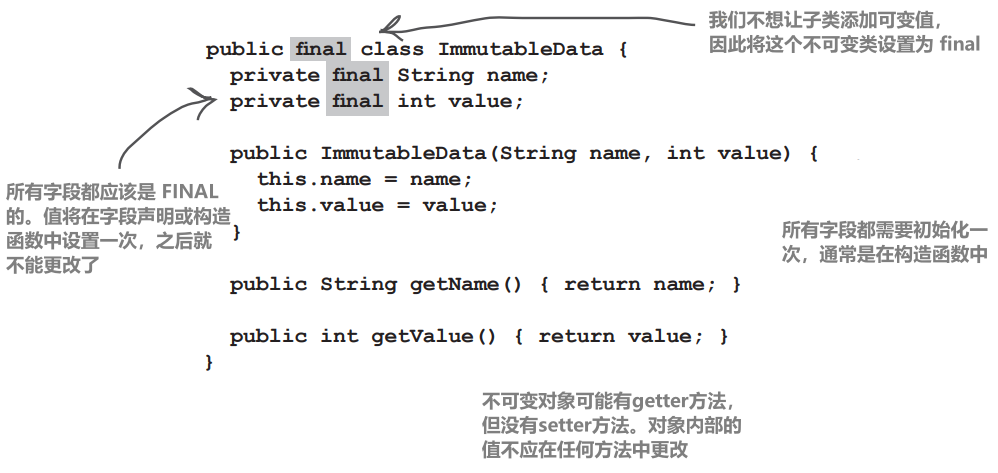 我们不想让子类添加可变值，
因此将这个不可变类设置为 final
public final class ImmutableData {
private final String name;
private final int value;
public ImmutableData(String name, int value) {
this.name = name;
this.value = value;
}
所有字段都应该是 FINAL
的。值将在字段声明或构造
函数中设置一次，之后就
不能更改了
所有字段都需要初始化一
次，通常是在构造函数中
public String getName() { return name; }
public int getValue() { return value; }
}
不可变对象可能有getter方法，
但没有setter方法。对象内部的
值不应在任何方法中更改